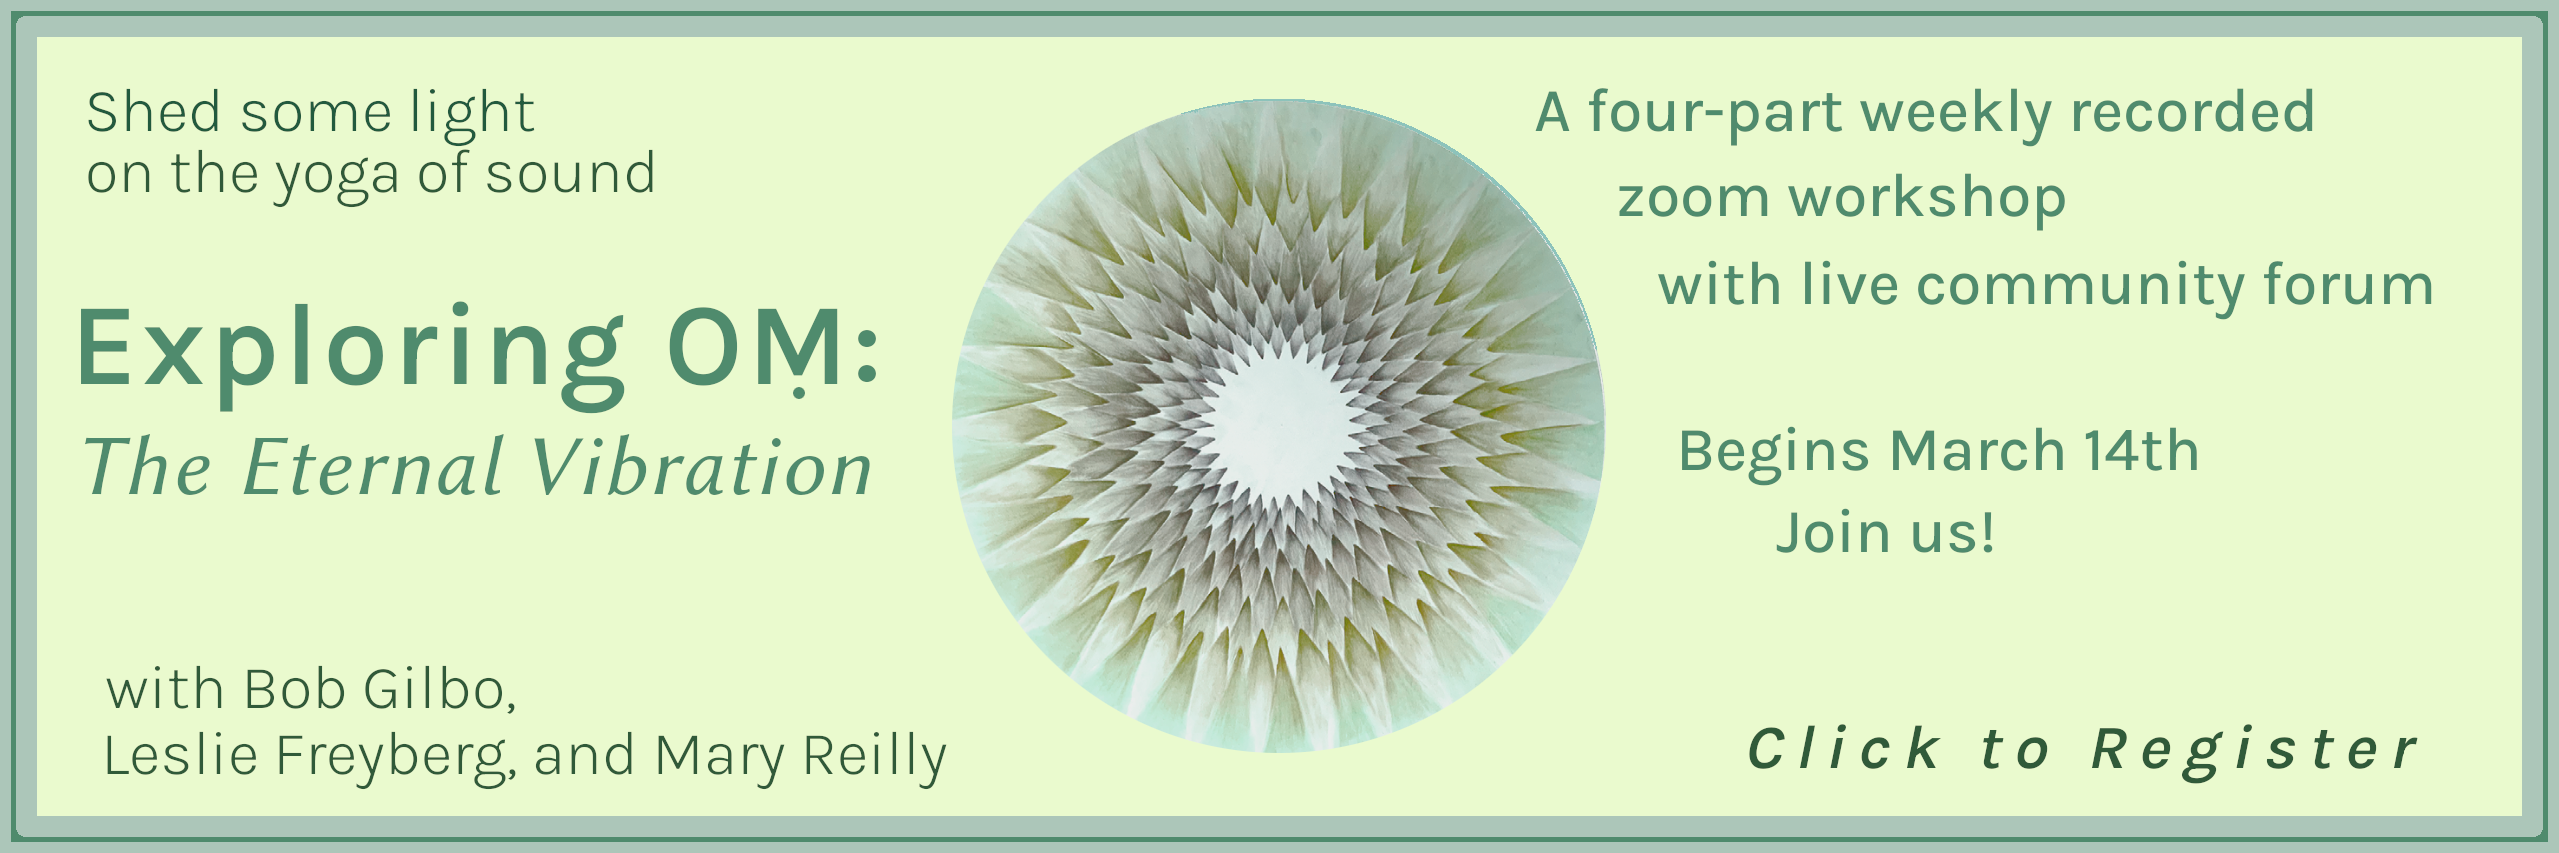 Shed some light
on the yoga of sound
Exploring OṂ:
The Eternal Vibration
with Bob Gilbo,
Leslie Freyberg, and Mary Reilly
A four-part weekly recorded
zoom workshop
with live community forum
Begins March 14th
Join us!
Click to Register